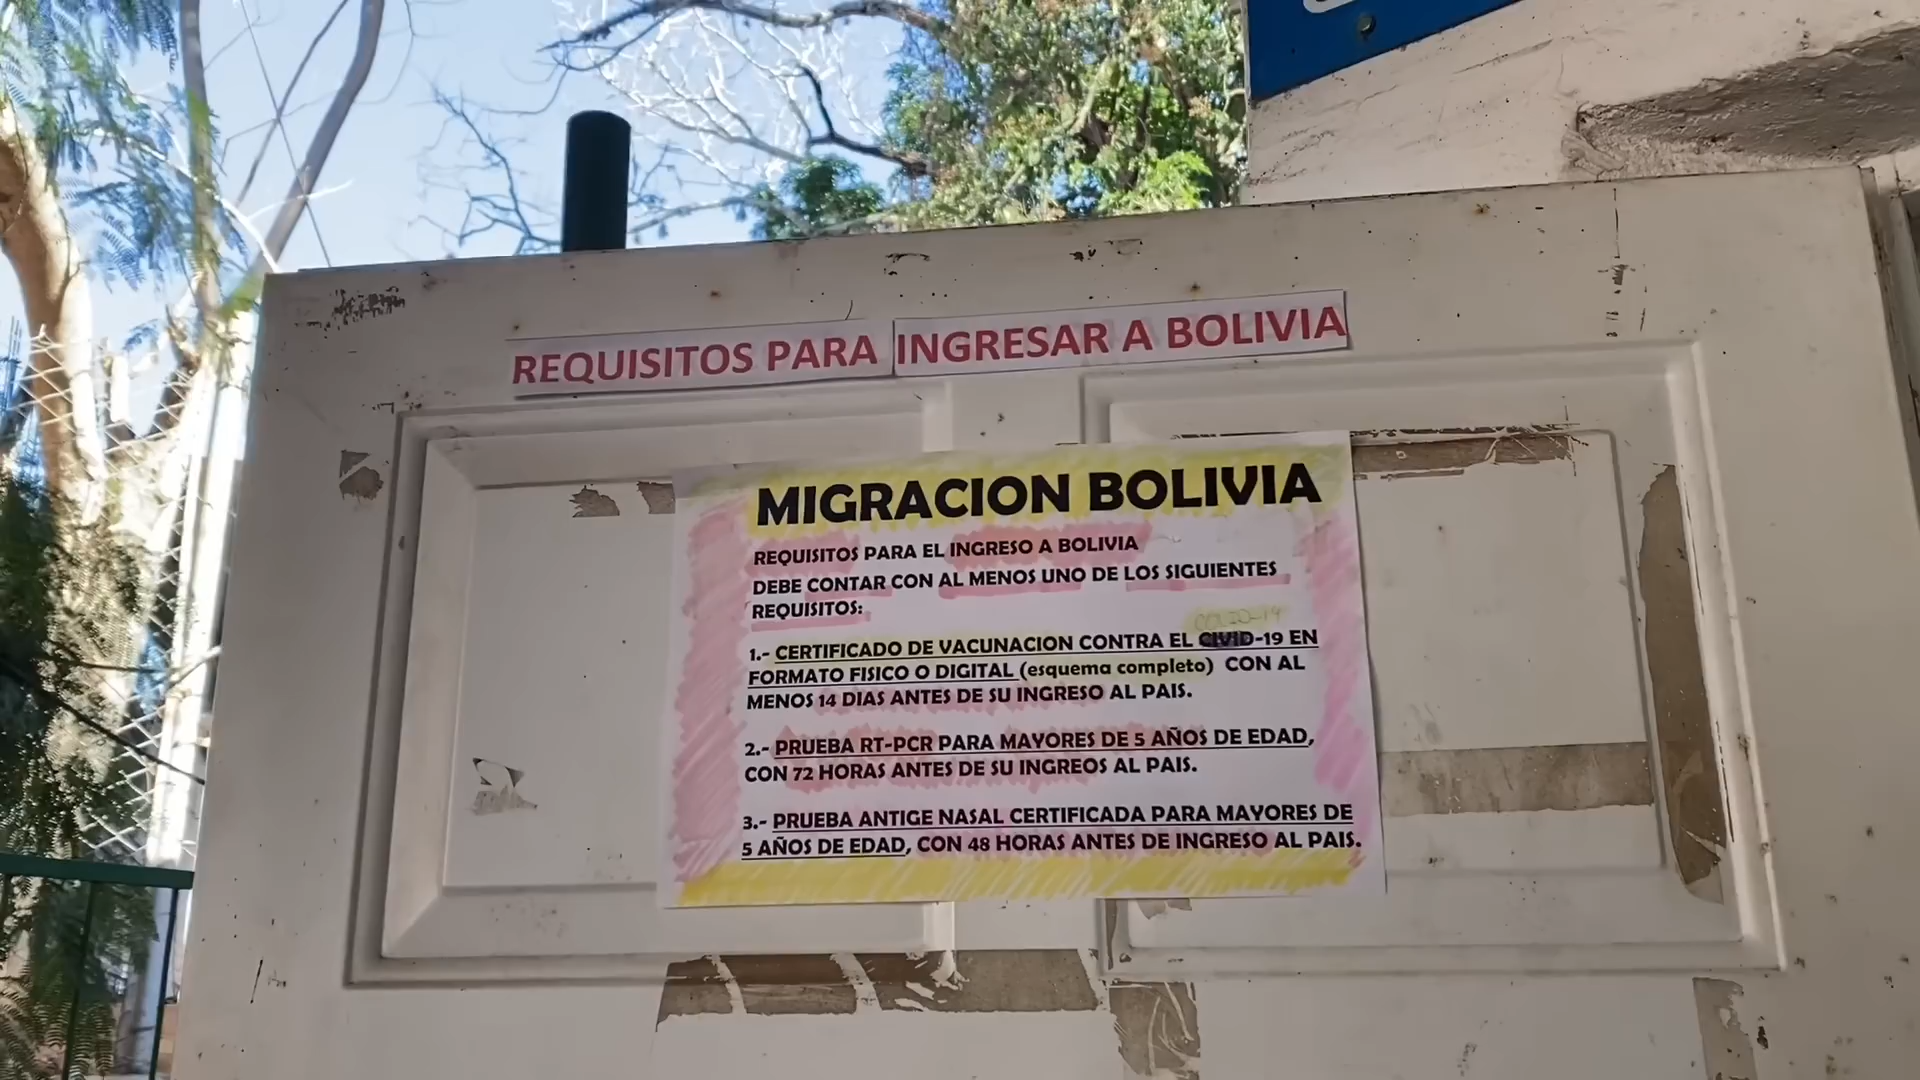 REQUISITOS PARA INGRESAR A BOLIVIA
MIGRACION BOLIVIA
REQUISITOS PARA EL INGRESO A BOLIVIA
DEBE CONTAR CON AL MENOS UNO DE LOS SIGUIENTES
REQUISITOS:
COVID-19
1.- CERTIFICADO DE VACUNACION CONTRA EL CIVID-19 EN
FORMATO FISICO O DIGITAL (esquema completo) CON AL
MENOS 14 DIAS ANTES DE SU INGRESO AL PAIS.
2.- PRUEBA RT-PCR PARA MAYORES DE 5 AÑOS DE EDAD,
CON 72 HORAS ANTES DE SU INGREOS AL PAIS.
3.- PRUEBA ANTIGE NASAL CERTIFICADA PARA MAYORES DE
5 AÑOS DE EDAD, CON 48 HORAS ANTES DE INGRESO AL PAIS.